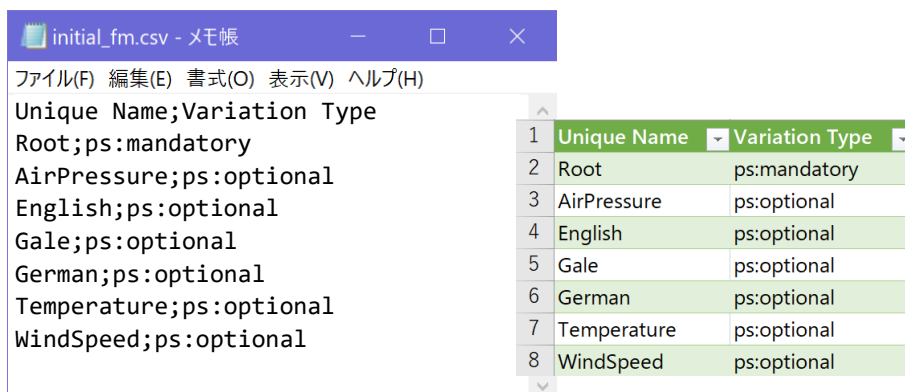 initial_fm.csv - メモ帳
ファイル(F) 編集(E) 書式(O) 表示(V) ヘルプ(H)
Unique Name;Variation Type
Root;ps:mandatory
AirPressure;ps:optional
English;ps:optional
Gale;ps:optional
German;ps:optional
Temperature;ps:optional
WindSpeed;ps:optional
1 Unique Name Variation Type
2 Root ps:mandatory
3 AirPressure ps:optional
4 English ps:optional
5 Gale ps:optional
6 German ps:optional
7 Temperature ps:optional
8 WindSpeed ps:optional